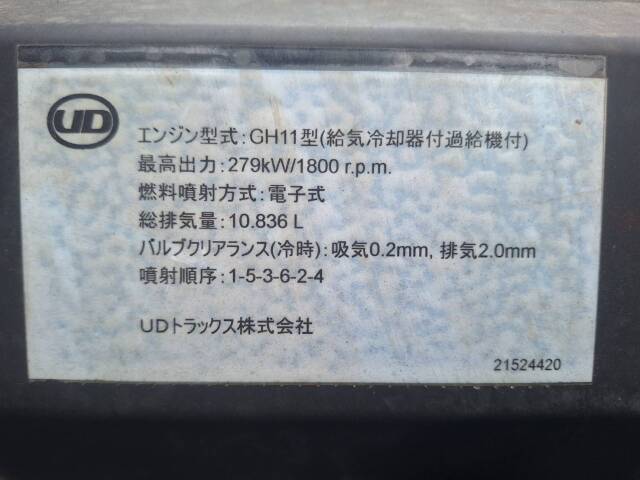 UD
エンジン型式:GH11型(給気冷却器付過給機付)
最高出力:279kW/1800 r.p.m.
燃料噴射方式:電子式
総排気量:10.836 L
バルブクリアランス(冷時):吸気0.2mm, 排気2.0mm
噴射順序:1-5-3-6-2-4
UDトラックス株式会社
21524420